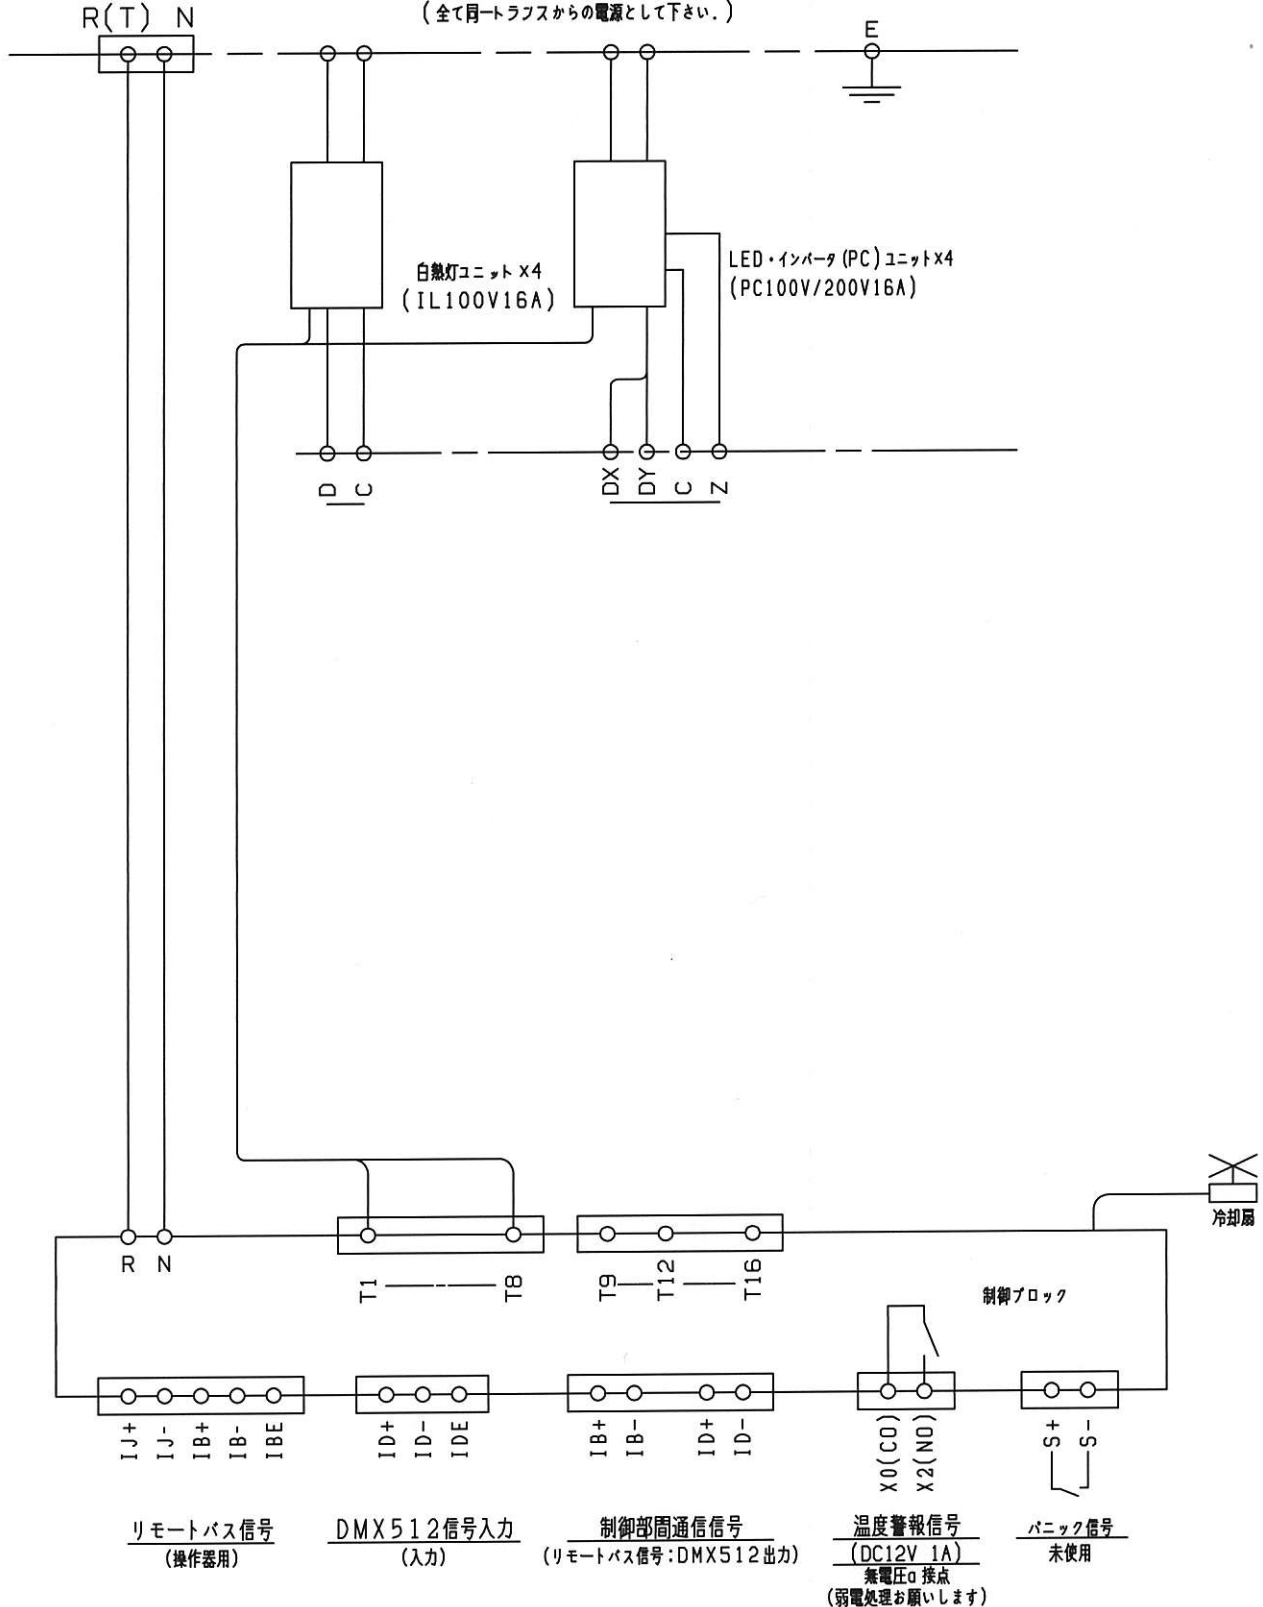 (全て同一トランスからの電源として下さい.)
R(T) N
E
白熱灯ユニット×4
(IL100V16A)
LED・インバータ(PC)ユニット×4
(PC100V/200V16A)
D
C
DX
DY
C
Z
冷却扇
R N
T1
T8
T9
T12
T16
制御ブロック
IJ+
IJ-
IB+
IB-
IBE
ID+
ID-
IDE
IB+
IB-
ID+
ID-
X0(CO)
X2(NO)
S+
S-
リモートバス信号
(操作器用)
DMX512信号入力
(入力)
制御部間通信信号
(リモートバス信号:DMX512出力)
温度警報信号
(DC12V 1A)
無電圧a接点
(弱電処理お願いします)
パニック信号
未使用